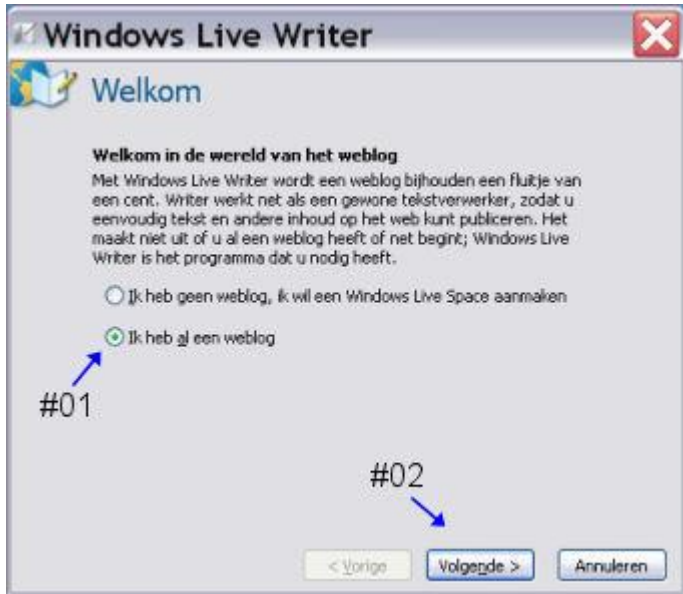 Windows Live Writer
Welkom
Welkom in de wereld van het weblog
Met Windows Live Writer wordt een weblog bijhouden een fluitje van
een cent. Writer werkt net als een gewone tekstverwerker, zodat u
eenvoudig tekst en andere inhoud op het web kunt publiceren. Het
maakt niet uit of u al een weblog heeft of net begint; Windows Live
Writer is het programma dat u nodig heeft.
Ik heb geen weblog, ik wil een Windows Live Space aanmaken
Ik heb al een weblog
#01
#02
< Vorige Volgende > Annuleren